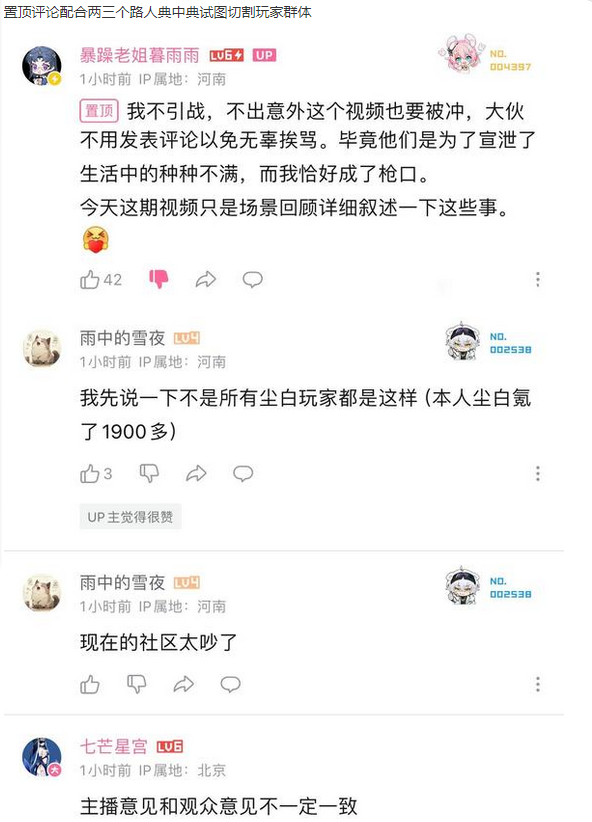 置顶评论配合两三个路人典中典试图切割玩家群体
暴躁老姐暮雨雨 LV6 UP
NO.
004397
1小时前 IP属地：河南
置顶 我不引战，不出意外这个视频也要被冲，大伙
不用发表评论以免无辜挨骂。毕竟他们是为了宣泄了
生活中的种种不满，而我恰好成了枪口。
今天这期视频只是场景回顾详细叙述一下这些事。
42
雨中的雪夜 LV4
NO.
002538
1小时前 IP属地：河南
我先说一下不是所有尘白玩家都是这样（本人尘白氪
了1900多）
3
UP主觉得很赞
雨中的雪夜 LV4
NO.
002538
1小时前 IP属地：河南
现在的社区太吵了
七芒星宫 LV6
大
1小时前 IP属地：北京
主播意见和观众意见不一定一致